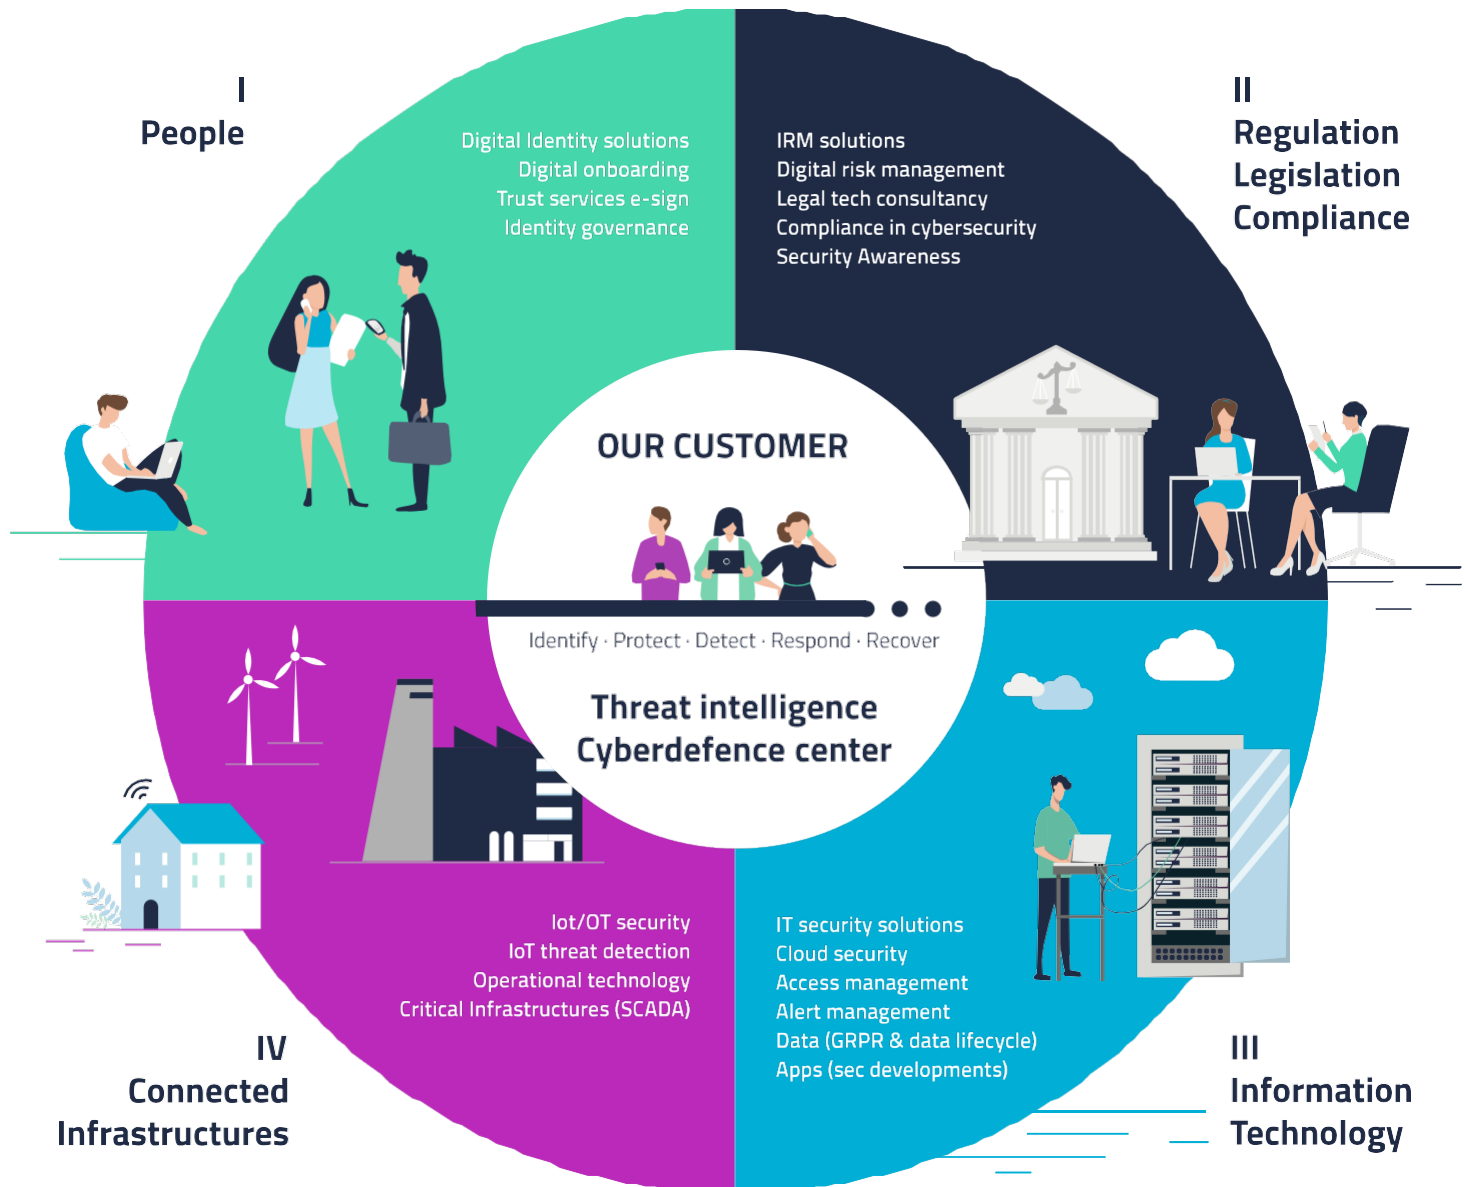 I
People
Digital Identity solutions
Digital onboarding
Trust services e-sign
Identity governance
II
Regulation
Legislation
Compliance
IRM solutions
Digital risk management
Legal tech consultancy
Compliance in cybersecurity
Security Awareness
OUR CUSTOMER
Identify · Protect · Detect · Respond · Recover
Threat intelligence
Cyberdefence center
Iot/OT security
IoT threat detection
Operational technology
Critical Infrastructures (SCADA)
IV
Connected
Infrastructures
IT security solutions
Cloud security
Access management
Alert management
Data (GRPR & data lifecycle)
Apps (sec developments)
III
Information
Technology